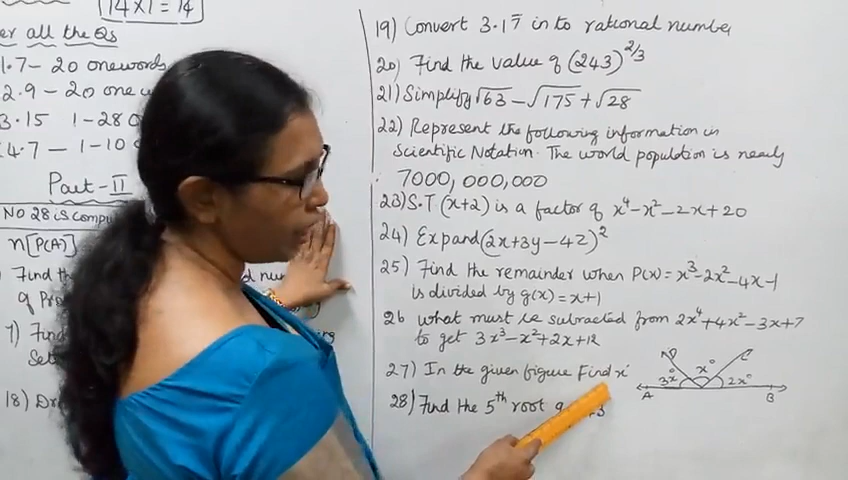 14 x 1 = 14
er all the Qs
1.7 - 20 onewords
2.9 - 20 one
3.15 1-28
4.7 - 1-10
Part-II
NO 28 is compu
n[P(A)]
Find the
of Pro
7) Find
Set
18) Dr
19) Convert 3.1̄7̄ in to rational number
20) Find the value of (243)^2/3
21) Simplify √63 - √175 + √28
22) Represent the following information in
Scientific Notation. The world population is nearly
7000,000,000
23) S.T (x+2) is a factor of x⁴-x²-2x+20
24) Expand (2x+3y-4z)²
25) Find the remainder when P(x) = x³-2x²-4x-1
is divided by g(x) = x+1
26 what must be subracted from 2x⁴+4x²-3x+7
to get 3x³-x²+2x+12
27) In the given figure Find x
D
C
3x°
x°
2x°
A
B
28) Find the 5th root